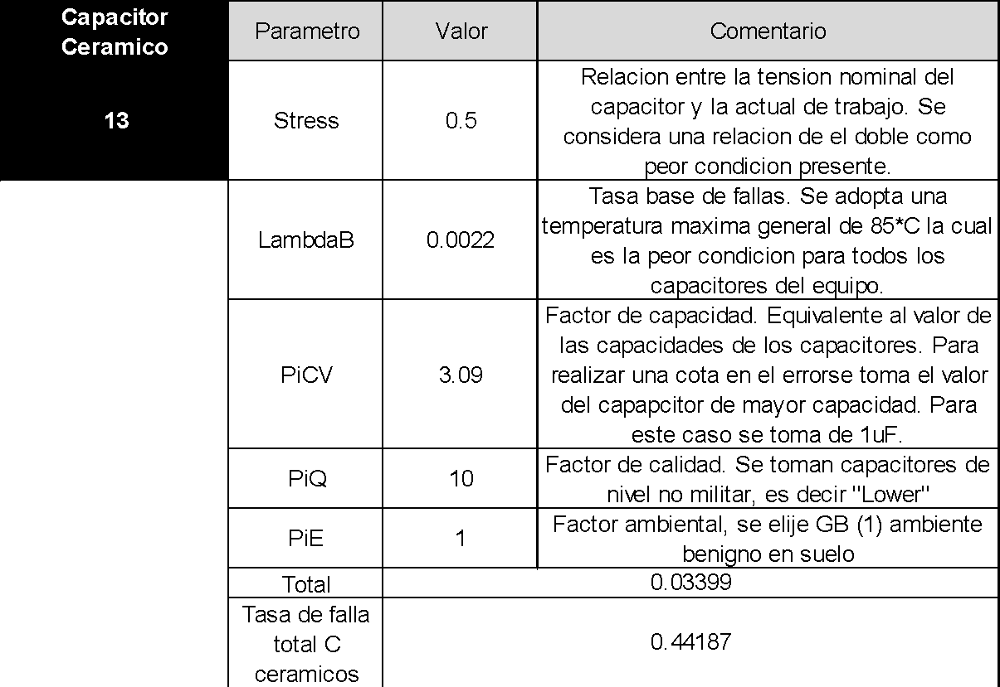 Capacitor
Ceramico
Parametro
Valor
Comentario
13
Stress
0.5
Relacion entre la tension nominal del
capacitor y la actual de trabajo. Se
considera una relacion de el doble como
peor condicion presente.
LambdaB
0.0022
Tasa base de fallas. Se adopta una
temperatura maxima general de 85*C la cual
es la peor condicion para todos los
capacitores del equipo.
PiCV
3.09
Factor de capacidad. Equivalente al valor de
las capacidades de los capacitores. Para
realizar una cota en el errorse toma el valor
del capapcitor de mayor capacidad. Para
este caso se toma de 1uF.
PiQ
10
Factor de calidad. Se toman capacitores de
nivel no militar, es decir "Lower"
PiE
1
Factor ambiental, se elije GB (1) ambiente
benigno en suelo
Total
0.03399
Tasa de falla
total C
ceramicos
0.44187